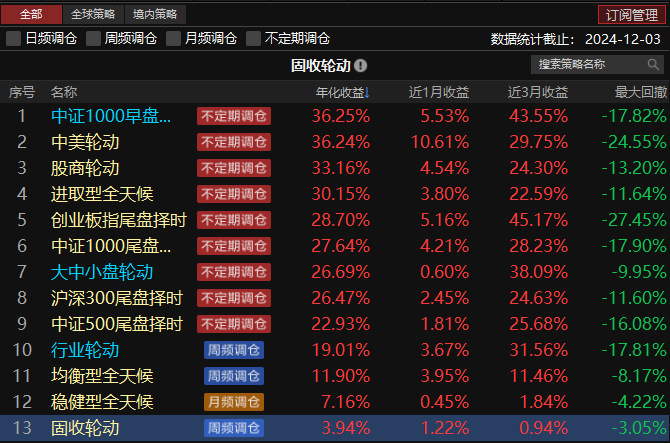 全部 全球策略 境内策略 订阅管理
日频调仓 周频调仓 月频调仓 不定期调仓 数据统计截止: 2024-12-03
固收轮动 搜索策略名称
序号 名称 年化收益↓ 近1月收益 近3月收益 最大回撤
1 中证1000早盘... 不定期调仓 36.25% 5.53% 43.55% -17.82%
2 中美轮动 不定期调仓 36.24% 10.61% 29.75% -24.55%
3 股商轮动 不定期调仓 33.16% 4.54% 24.30% -13.20%
4 进取型全天候 不定期调仓 30.15% 3.80% 22.59% -11.64%
5 创业板指尾盘择时 不定期调仓 28.70% 5.16% 45.17% -27.45%
6 中证1000尾盘... 不定期调仓 27.64% 4.21% 28.23% -17.90%
7 大中小盘轮动 不定期调仓 26.69% 0.60% 38.09% -9.95%
8 沪深300尾盘择时 不定期调仓 26.47% 2.45% 24.63% -11.60%
9 中证500尾盘择时 不定期调仓 22.93% 1.81% 25.68% -16.08%
10 行业轮动 周频调仓 19.01% 3.67% 31.56% -17.81%
11 均衡型全天候 周频调仓 11.90% 3.95% 11.46% -8.17%
12 稳健型全天候 月频调仓 7.16% 0.45% 1.84% -4.22%
13 固收轮动 周频调仓 3.94% 1.22% 0.94% -3.05%